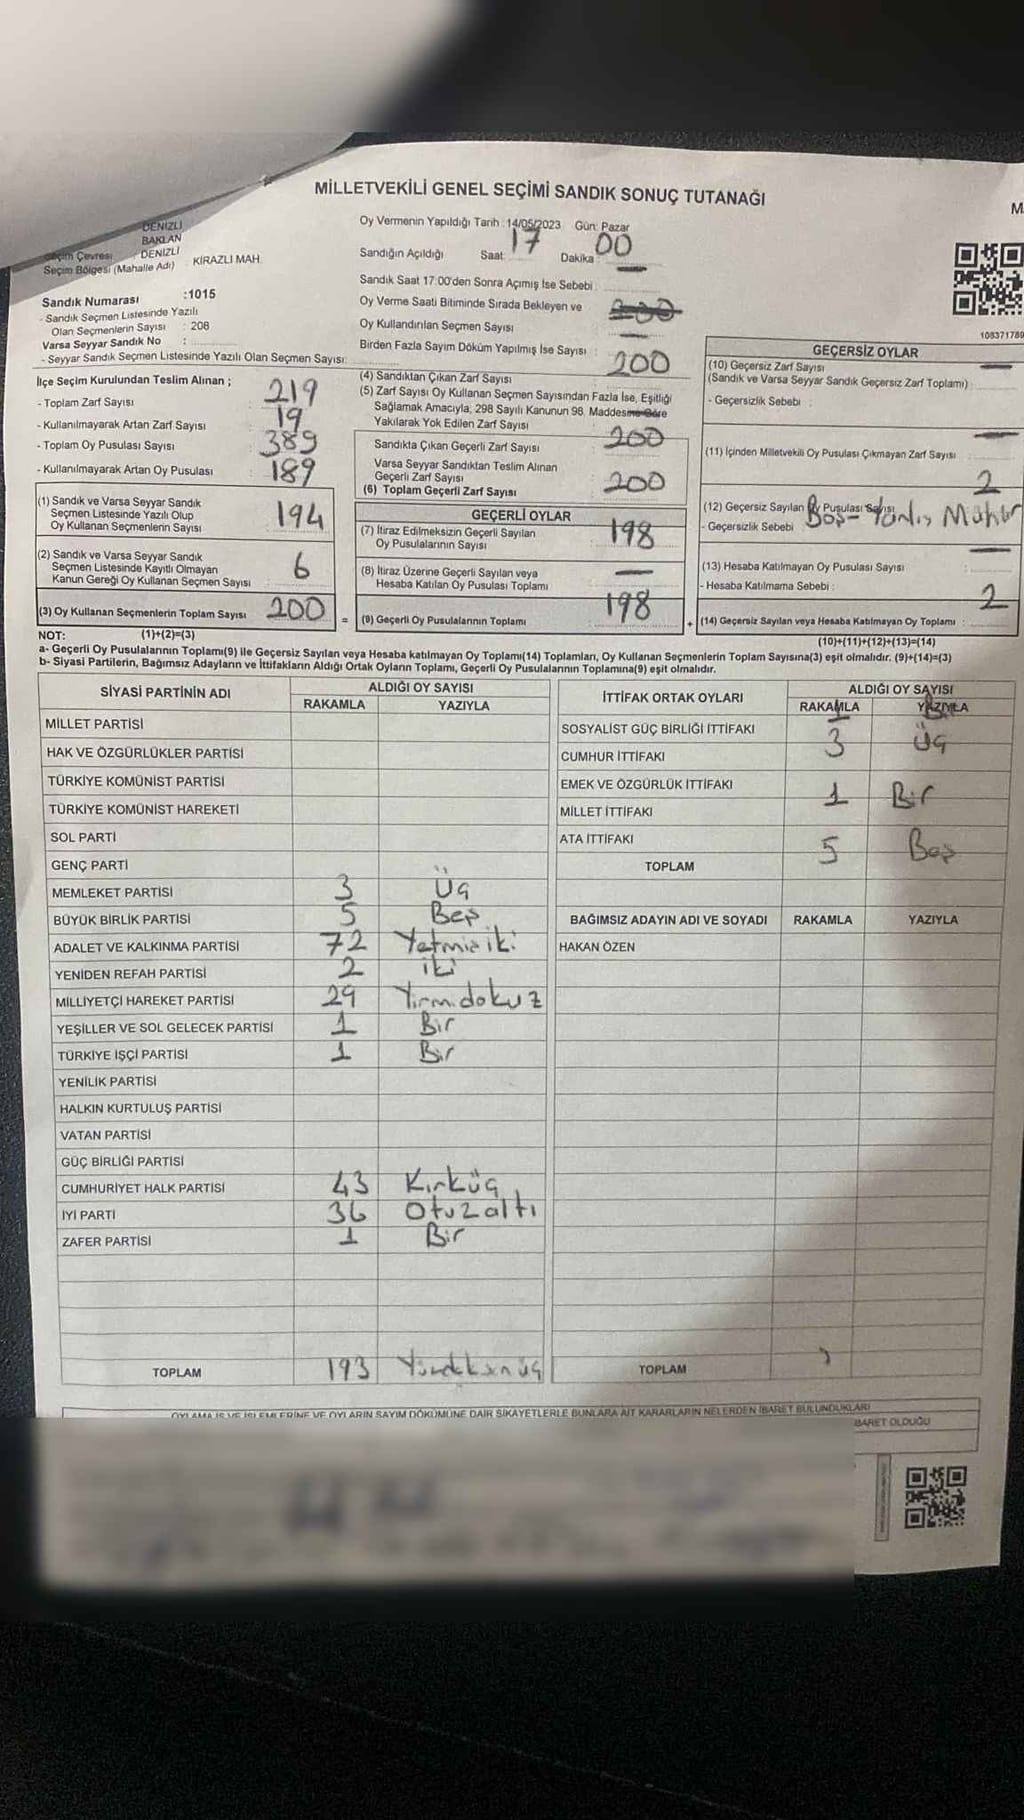 MİLLETVEKİLİ GENEL SEÇİMİ SANDIK SONUÇ TUTANAĞI
M
DENİZLİ
BAKLAN
Seçim Çevresi : DENİZLİ
Seçim Bölgesi (Mahalle Adı) KİRAZLI MAH.
Sandık Numarası :1015
- Sandık Seçmen Listesinde Yazılı
Olan Seçmenlerin Sayısı : 208
Varsa Seyyar Sandık No :
- Seyyar Sandık Seçmen Listesinde Yazılı Olan Seçmen Sayısı:
Oy Vermenin Yapıldığı Tarih : 14/05/2023 Gün: Pazar
Sandığın Açıldığı Saat: 17 Dakika: 00
Sandık Saat 17:00'den Sonra Açımış İse Sebebi :
Oy Verme Saati Bitiminde Sırada Bekleyen ve
Oy Kullandırılan Seçmen Sayısı
Birden Fazla Sayım Döküm Yapılmış İse Sayısı :
108371789
İlçe Seçim Kurulundan Teslim Alınan ;
- Toplam Zarf Sayısı 219
- Kullanılmayarak Artan Zarf Sayısı 19
- Toplam Oy Pusulası Sayısı 389
- Kullanılmayarak Artan Oy Pusulası 189
(1) Sandık ve Varsa Seyyar Sandık
Seçmen Listesinde Yazılı Olup
Oy Kullanan Seçmenlerin Sayısı 194
(2) Sandık ve Varsa Seyyar Sandık
Seçmen Listesinde Kayıtlı Olmayan
Kanun Gereği Oy Kullanan Seçmen Sayısı 6
(3) Oy Kullanan Seçmenlerin Toplam Sayısı 200 =
(4) Sandıktan Çıkan Zarf Sayısı 200
(5) Zarf Sayısı Oy Kullanan Seçmen Sayısından Fazla İse, Eşitliği
Sağlamak Amacıyla; 298 Sayılı Kanunun 98. Maddesine Göre
Yakılarak Yok Edilen Zarf Sayısı
Sandıkta Çıkan Geçerli Zarf Sayısı 200
Varsa Seyyar Sandıktan Teslim Alınan
Geçerli Zarf Sayısı
(6) Toplam Geçerli Zarf Sayısı 200
GEÇERLİ OYLAR
(7) İtiraz Edilmeksizin Geçerli Sayılan
Oy Pusulalarının Sayısı 198
(8) İtiraz Üzerine Geçerli Sayılan veya
Hesaba Katılan Oy Pusulası Toplamı —
(9) Geçerli Oy Pusulalarının Toplamı 198 +
GEÇERSİZ OYLAR
(10) Geçersiz Zarf Sayısı —
(Sandık ve Varsa Seyyar Sandık Geçersiz Zarf Toplamı)
- Geçersizlik Sebebi :
(11) İçinden Milletvekili Oy Pusulası Çıkmayan Zarf Sayısı —
(12) Geçersiz Sayılan Oy Pusulası Sayısı 2
- Geçersizlik Sebebi Boş - Yanlış Mühür
(13) Hesaba Katılmayan Oy Pusulası Sayısı : —
- Hesaba Katılmama Sebebi :
(14) Geçersiz Sayılan veya Hesaba Katılmayan Oy Toplamı 2
NOT: (1)+(2)=(3)
(10)+(11)+(12)+(13)=(14)
a- Geçerli Oy Pusulalarının Toplamı(9) ile Geçersiz Sayılan veya Hesaba katılmayan Oy Toplamı(14) Toplamları, Oy Kullanan Seçmenlerin Toplam Sayısına(3) eşit olmalıdır. (9)+(14)=(3)
b- Siyasi Partilerin, Bağımsız Adayların ve İttifakların Aldığı Ortak Oyların Toplamı, Geçerli Oy Pusulalarının Toplamına(9) eşit olmalıdır.
SİYASİ PARTİNİN ADI ALDIĞI OY SAYISI
RAKAMLA YAZIYLA
MİLLET PARTİSİ
HAK VE ÖZGÜRLÜKLER PARTİSİ
TÜRKİYE KOMÜNİST PARTİSİ
TÜRKİYE KOMÜNİST HAREKETİ
SOL PARTİ
GENÇ PARTİ
MEMLEKET PARTİSİ 3 Üç
BÜYÜK BİRLİK PARTİSİ 5 Beş
ADALET VE KALKINMA PARTİSİ 72 Yetmiş iki
YENİDEN REFAH PARTİSİ 2 iki
MİLLİYETÇİ HAREKET PARTİSİ 29 Yirmidokuz
YEŞİLLER VE SOL GELECEK PARTİSİ 1 Bir
TÜRKİYE İŞÇİ PARTİSİ 1 Bir
YENİLİK PARTİSİ
HALKIN KURTULUŞ PARTİSİ
VATAN PARTİSİ
GÜÇ BİRLİĞİ PARTİSİ
CUMHURİYET HALK PARTİSİ 43 Kırküç
İYİ PARTİ 36 Otuzaltı
ZAFER PARTİSİ 1 Bir
TOPLAM 193
İTTİFAK ORTAK OYLARI ALDIĞI OY SAYISI
RAKAMLA YAZIYLA
SOSYALİST GÜÇ BİRLİĞİ İTTİFAKI
CUMHUR İTTİFAKI 3 Üç
EMEK VE ÖZGÜRLÜK İTTİFAKI
MİLLET İTTİFAKI 1 Bir
ATA İTTİFAKI
TOPLAM 5 Beş
BAĞIMSIZ ADAYIN ADI VE SOYADI RAKAMLA YAZIYLA
HAKAN ÖZEN
TOPLAM
OYLAMA İŞ VE İŞLEMLERİNE VE OYLARIN SAYIM DÖKÜMÜNE DAİR ŞİKAYETLERLE BUNLARA AİT KARARLARIN NELERDEN İBARET BULUNDUKLARI
İBARET OLDUĞU